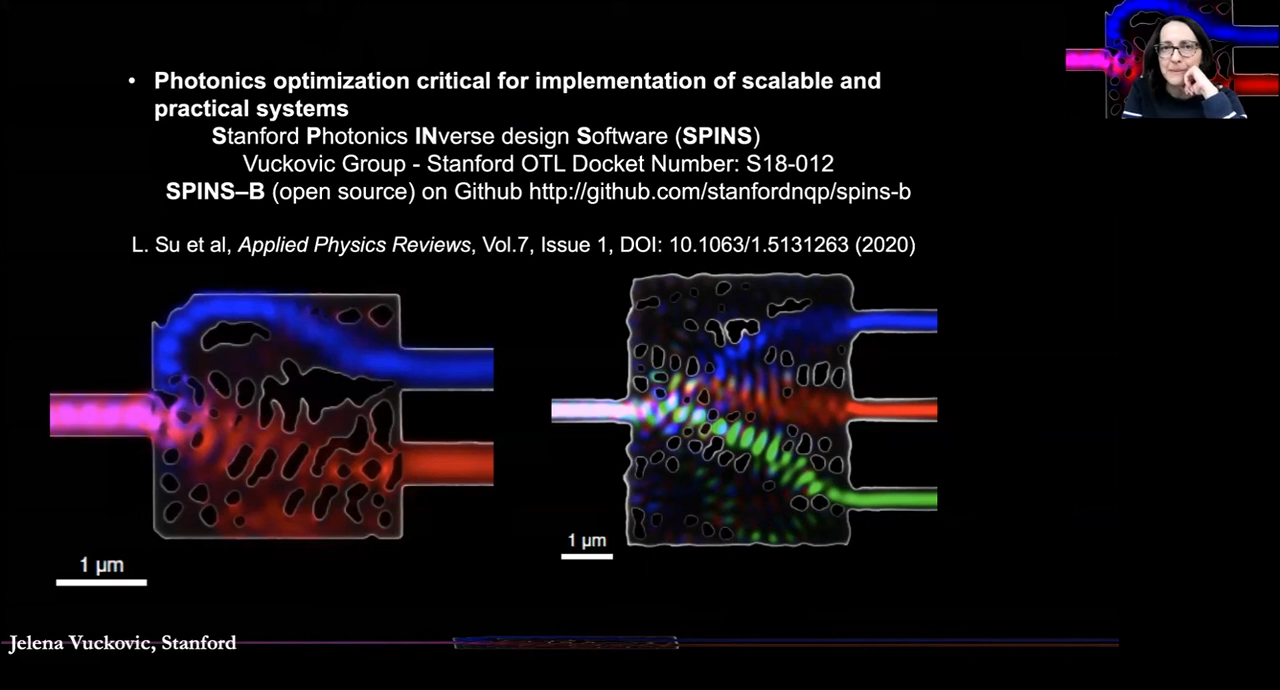 • Photonics optimization critical for implementation of scalable and
practical systems
Stanford Photonics INverse design Software (SPINS)
Vuckovic Group - Stanford OTL Docket Number: S18-012
SPINS–B (open source) on Github http://github.com/stanfordnqp/spins-b
L. Su et al, Applied Physics Reviews, Vol.7, Issue 1, DOI: 10.1063/1.5131263 (2020)
1 μm
1 μm
Jelena Vuckovic, Stanford